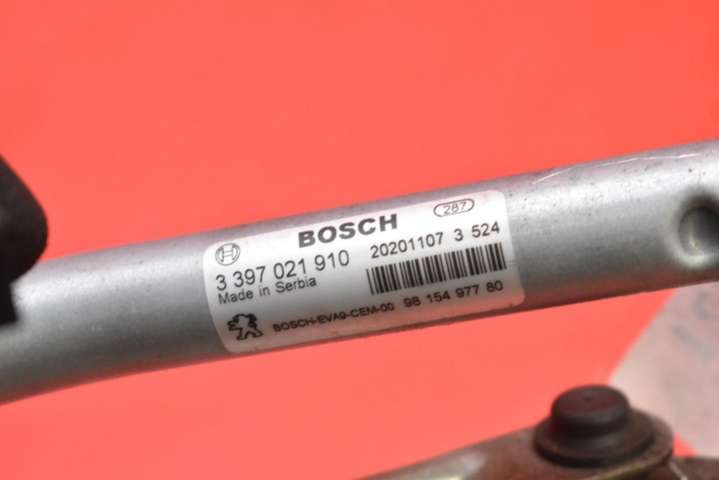 BOSCH 287
3 397 021 910 20201107 3 524
Made in Serbia
BOSCH-EVA9-CEM-00 98 154 977 80